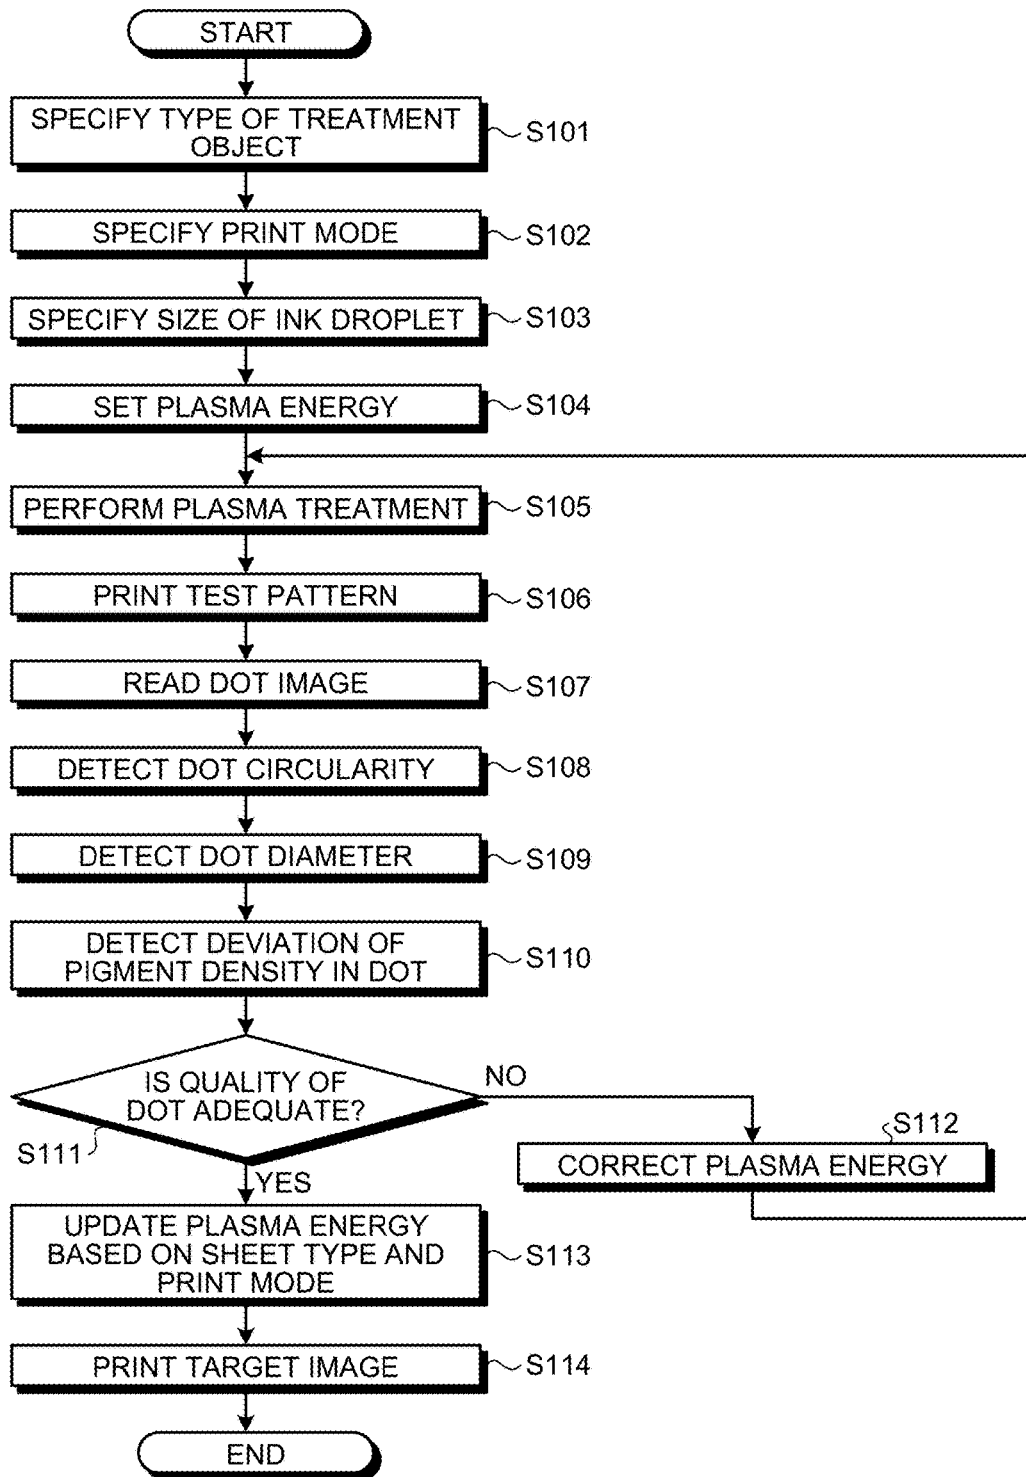 START
SPECIFY TYPE OF TREATMENT
OBJECT
S101
SPECIFY PRINT MODE
S102
SPECIFY SIZE OF INK DROPLET
S103
SET PLASMA ENERGY
S104
PERFORM PLASMA TREATMENT
S105
PRINT TEST PATTERN
S106
READ DOT IMAGE
S107
DETECT DOT CIRCULARITY
S108
DETECT DOT DIAMETER
S109
DETECT DEVIATION OF
PIGMENT DENSITY IN DOT
S110
IS QUALITY OF
DOT ADEQUATE?
S111
NO
S112
CORRECT PLASMA ENERGY
YES
UPDATE PLASMA ENERGY
BASED ON SHEET TYPE AND
PRINT MODE
S113
PRINT TARGET IMAGE
S114
END